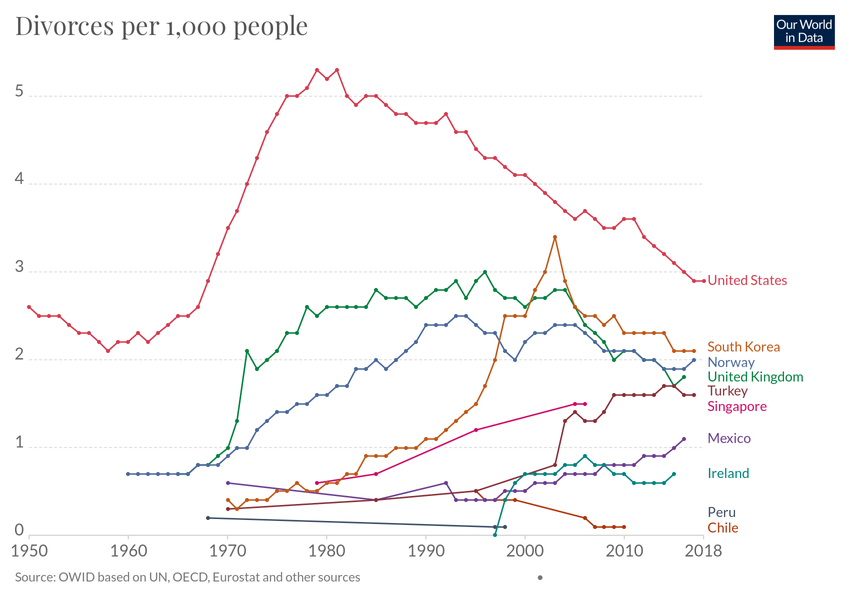 Divorces per 1,000 people
Our World
in Data
5
4
3
2
1
0
United States
South Korea
Norway
United Kingdom
Turkey
Singapore
Mexico
Ireland
Peru
Chile
1950 1960 1970 1980 1990 2000 2010 2018
Source: OWID based on UN, OECD, Eurostat and other sources